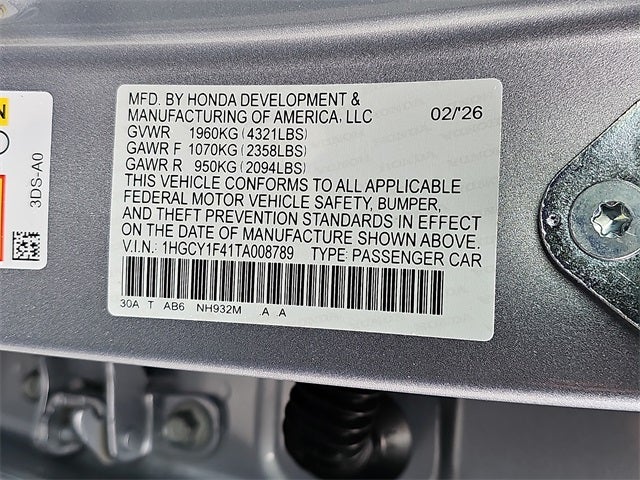 MFD. BY HONDA DEVELOPMENT &
MANUFACTURING OF AMERICA, LLC 02/'26
GVWR 1960KG (4321LBS)
GAWR F 1070KG (2358LBS)
GAWR R 950KG (2094LBS)
THIS VEHICLE CONFORMS TO ALL APPLICABLE
FEDERAL MOTOR VEHICLE SAFETY, BUMPER,
AND THEFT PREVENTION STANDARDS IN EFFECT
ON THE DATE OF MANUFACTURE SHOWN ABOVE.
V.I.N.: 1HGCY1F41TA008789 TYPE: PASSENGER CAR
30A T AB6 NH932M A A
3DS-A0